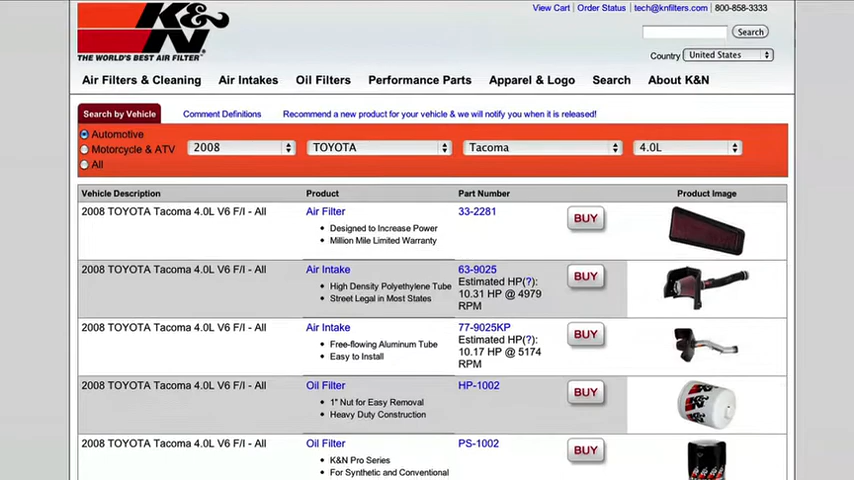 View Cart | Order Status | tech@knfilters.com | 800-858-3333
K&N
THE WORLD'S BEST AIR FILTER
Search
Country United States
Air Filters & Cleaning Air Intakes Oil Filters Performance Parts Apparel & Logo Search About K&N
Search by Vehicle Comment Definitions Recommend a new product for your vehicle & we will notify you when it is released!
Automotive
Motorcycle & ATV
All
2008 TOYOTA Tacoma 4.0L
Vehicle Description Product Part Number Product Image
2008 TOYOTA Tacoma 4.0L V6 F/I - All Air Filter 33-2281 BUY
• Designed to Increase Power
• Million Mile Limited Warranty
2008 TOYOTA Tacoma 4.0L V6 F/I - All Air Intake 63-9025 BUY
• High Density Polyethylene Tube
• Street Legal in Most States
Estimated HP(?):
10.31 HP @ 4979
RPM
2008 TOYOTA Tacoma 4.0L V6 F/I - All Air Intake 77-9025KP BUY
• Free-flowing Aluminum Tube
• Easy to Install
Estimated HP(?):
10.17 HP @ 5174
RPM
2008 TOYOTA Tacoma 4.0L V6 F/I - All Oil Filter HP-1002 BUY
• 1" Nut for Easy Removal
• Heavy Duty Construction
K&N
2008 TOYOTA Tacoma 4.0L V6 F/I - All Oil Filter PS-1002 BUY
• K&N Pro Series
• For Synthetic and Conventional